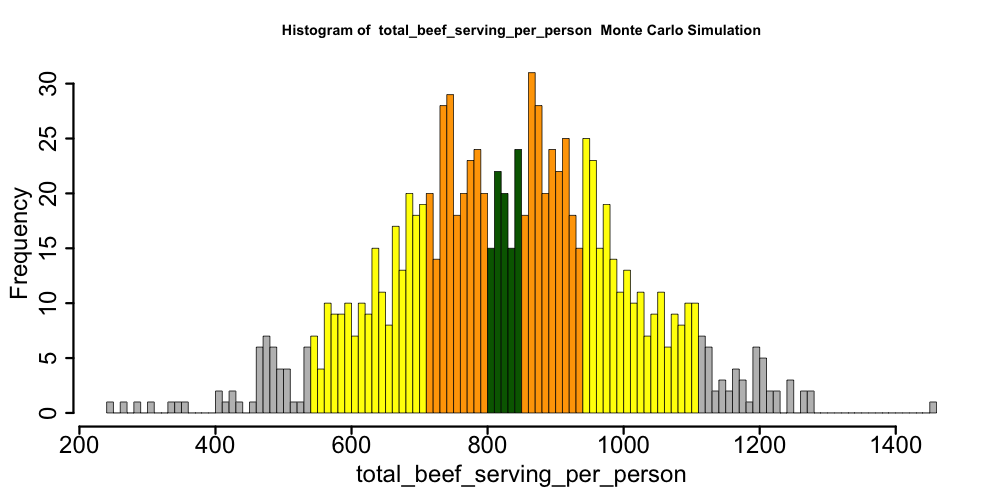 Histogram of  total_beef_serving_per_person  Monte Carlo Simulation
Frequency
30
25
20
15
10
5
0
200 400 600 800 1000 1200 1400
total_beef_serving_per_person